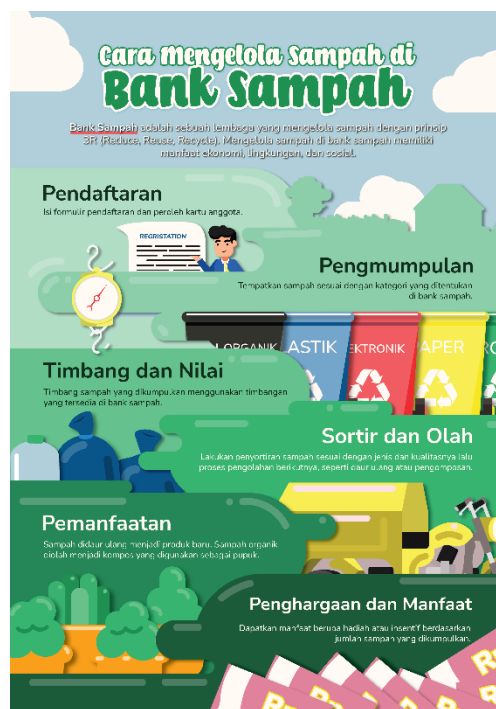 Cara Mengelola Sampah di
Bank Sampah
Bank Sampah adalah sebuah lembaga yang mengelola sampah dengan prinsip
3R (Reduce, Reuse, Recycle). Mengelola sampah di bank sampah memiliki
manfaat ekonomi, lingkungan, dan sosial.
Pendaftaran
Isi formulir pendaftaran dan peroleh kartu anggota.
REGRISTATION
Pengmumpulan
Tempatkan sampah sesuai dengan kategori yang ditentukan
di bank sampah.
ORGANIK
ASTIK
EKTRONIK
APER
Timbang dan Nilai
Timbang sampah yang dikumpulkan menggunakan timbangan
yang tersedia di bank sampah.
Sortir dan Olah
Lakukan penyortiran sampah sesuai dengan jenis dan kualitasnya lalu
proses pengolahan berikutnya, seperti daur ulang atau pengomposan.
Pemanfaatan
Sampah didaur ulang menjadi produk baru. Sampah organik
diolah menjadi kompos yang digunakan sebagai pupuk.
Penghargaan dan Manfaat
Dapatkan manfaat berupa hadiah atau insentif berdasarkan
jumlah sampah yang dikumpulkan.